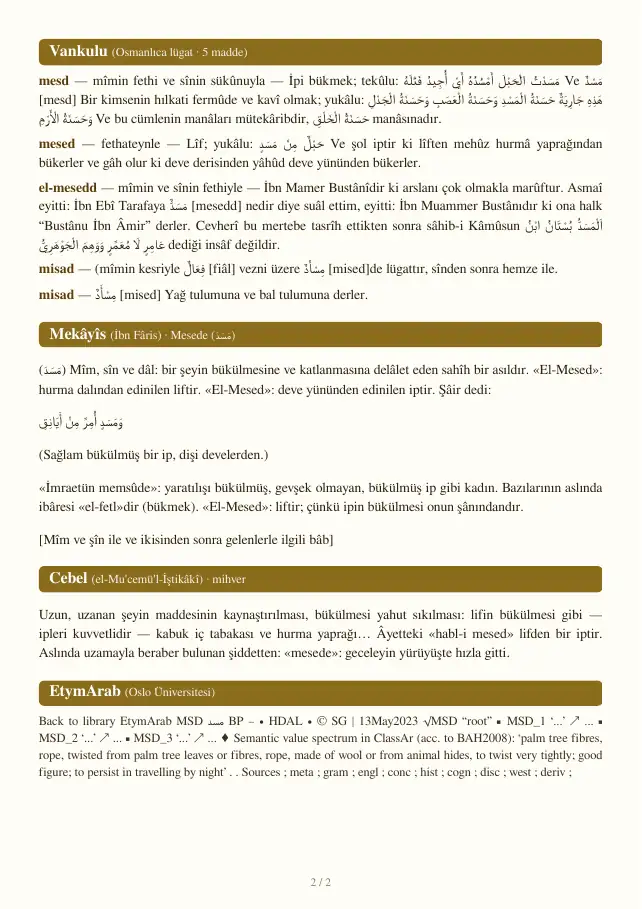 Vankulu (Osmanlıca lügat · 5 madde)
mesd — mîmin fethi ve sînin sükûnuyla — İpi bükmek; tekûlu: مَسَدْتُ الْحَبْلَ أَمْسُدُهُ أَيْ أُجِيدُ فَتْلَهُ Ve مَسْدٌ
[mesd] Bir kimsenin hılkati fermûde ve kavî olmak; yukâlu: هَذِهِ جَارِيَةٌ حَسَنَةُ الْمَسْدِ وَحَسَنَةُ الْعَصْبِ وَحَسَنَةُ الْجَدْلِ
وَحَسَنَةُ الْأَرْمِ Ve bu cümlenin manâları mütekâribdir, حَسَنَةُ الْخَلْقِ manâsınadır.
mesed — fethateynle — Lîf; yukâlu: حَبْلٌ مِنْ مَسَدٍ Ve şol iptir ki lîften mehûz hurmâ yaprağından
bükerler ve gâh olur ki deve derisinden yâhûd deve yününden bükerler.
el-mesedd — mîmin ve sînin fethiyle — İbn Mamer Bustânîdir ki arslanı çok olmakla marûftur. Asmaî
eyitti: İbn Ebî Tarafaya مَسَدٌّ [mesedd] nedir diye suâl ettim, eyitti: İbn Muammer Bustânıdır ki ona halk
“Bustânu İbn Âmir” derler. Cevherî bu mertebe tasrîh ettikten sonra sâhib-i Kâmûsun اَلْمَسَدُّ بُسْتَانُ ابْنُ
عَامِرٍ لَا مُعَمَّرٍ وَوَهِمَ الْجَوْهَرِيُّ dediği insâf değildir.
misad — (mîmin kesriyle فِعَالٌ [fiâl] vezni üzere مِسْأَدٌ [mised]de lügattır, sînden sonra hemze ile.
misad — مِسْأَدٌ [mised] Yağ tulumuna ve bal tulumuna derler.
Mekâyîs (İbn Fâris) · Mesede (مَسَدَ)
(مَسَدَ) Mîm, sîn ve dâl: bir şeyin bükülmesine ve katlanmasına delâlet eden sahîh bir asıldır. «El-Mesed»:
hurma dalından edinilen liftir. «El-Mesed»: deve yününden edinilen iptir. Şâir dedi:
وَمَسَدٍ أُمِرَّ مِنْ أَيَانِقِ
(Sağlam bükülmüş bir ip, dişi develerden.)
«İmraetün memsûde»: yaratılışı bükülmüş, gevşek olmayan, bükülmüş ip gibi kadın. Bazılarının aslında
ibâresi «el-fetl»dir (bükmek). «El-Mesed»: liftir; çünkü ipin bükülmesi onun şânındandır.
[Mîm ve şîn ile ve ikisinden sonra gelenlerle ilgili bâb]
Cebel (el-Mu'cemü'l-İştikâkî) · mihver
Uzun, uzanan şeyin maddesinin kaynaştırılması, bükülmesi yahut sıkılması: lifin bükülmesi gibi —
ipleri kuvvetlidir — kabuk iç tabakası ve hurma yaprağı… Âyetteki «habl-i mesed» lifden bir iptir.
Aslında uzamayla beraber bulunan şiddetten: «mesede»: geceleyin yürüyüşte hızla gitti.
EtymArab (Oslo Üniversitesi)
Back to library EtymArab MSD مسد BP – • HDAL • © SG | 13May2023 √MSD “root” ▪ MSD_1 ‘...’ ↗ ... ▪
MSD_2 ‘...’ ↗ ... ▪ MSD_3 ‘...’ ↗ ... ♦ Semantic value spectrum in ClassAr (acc. to BAH2008): ‘palm tree fibres,
rope, twisted from palm tree leaves or fibres, rope, made of wool or from animal hides, to twist very tightly; good
figure; to persist in travelling by night’ . . Sources ; meta ; gram ; engl ; conc ; hist ; cogn ; disc ; west ; deriv ;
2 / 2